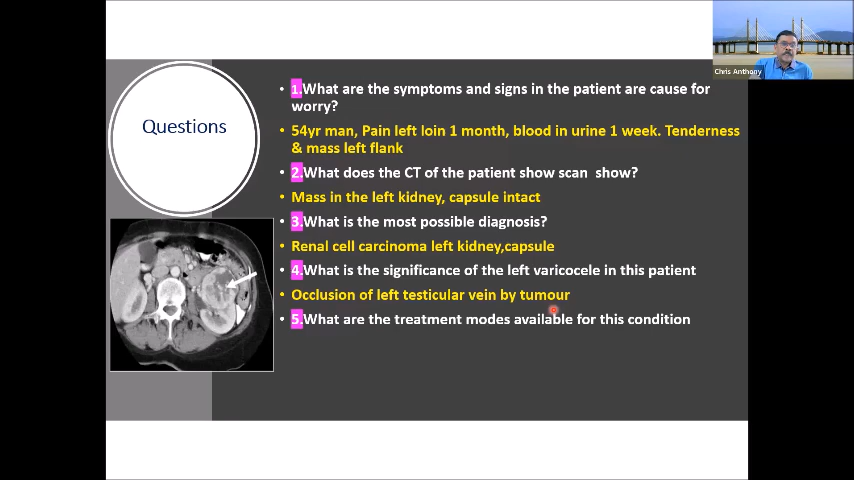 Chris Anthony
Questions
• 1.What are the symptoms and signs in the patient are cause for
worry?
• 54yr man, Pain left loin 1 month, blood in urine 1 week. Tenderness
& mass left flank
• 2.What does the CT of the patient show scan show?
• Mass in the left kidney, capsule intact
• 3.What is the most possible diagnosis?
• Renal cell carcinoma left kidney,capsule
• 4.What is the significance of the left varicocele in this patient
• Occlusion of left testicular vein by tumour
• 5.What are the treatment modes available for this condition